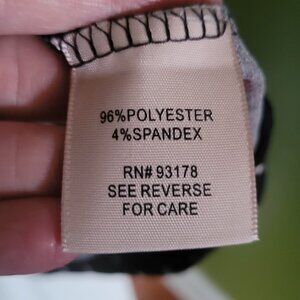 96%POLYESTER
4%SPANDEX
RN# 93178
SEE REVERSE
FOR CARE